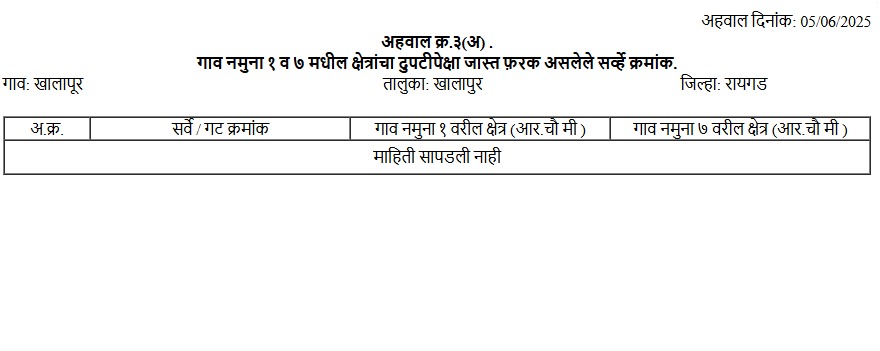 अहवाल दिनांक: 05/06/2025
अहवाल क्र.३(अ) .
गाव नमुना १ व ७ मधील क्षेत्रांचा दुपटीपेक्षा जास्त फ़रक असलेले सर्व्हे क्रमांक.
गाव: खालापूर तालुका: खालापुर जिल्हा: रायगड
अ.क्र. सर्वे / गट क्रमांक गाव नमुना १ वरील क्षेत्र (आर.चौ मी ) गाव नमुना ७ वरील क्षेत्र (आर.चौ मी )
माहिती सापडली नाही